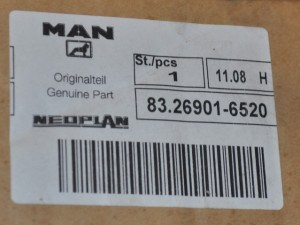 MAN
St./pcs
1
11.08 H
Originalteil
Genuine Part
83.26901-6520
NEOPLAN